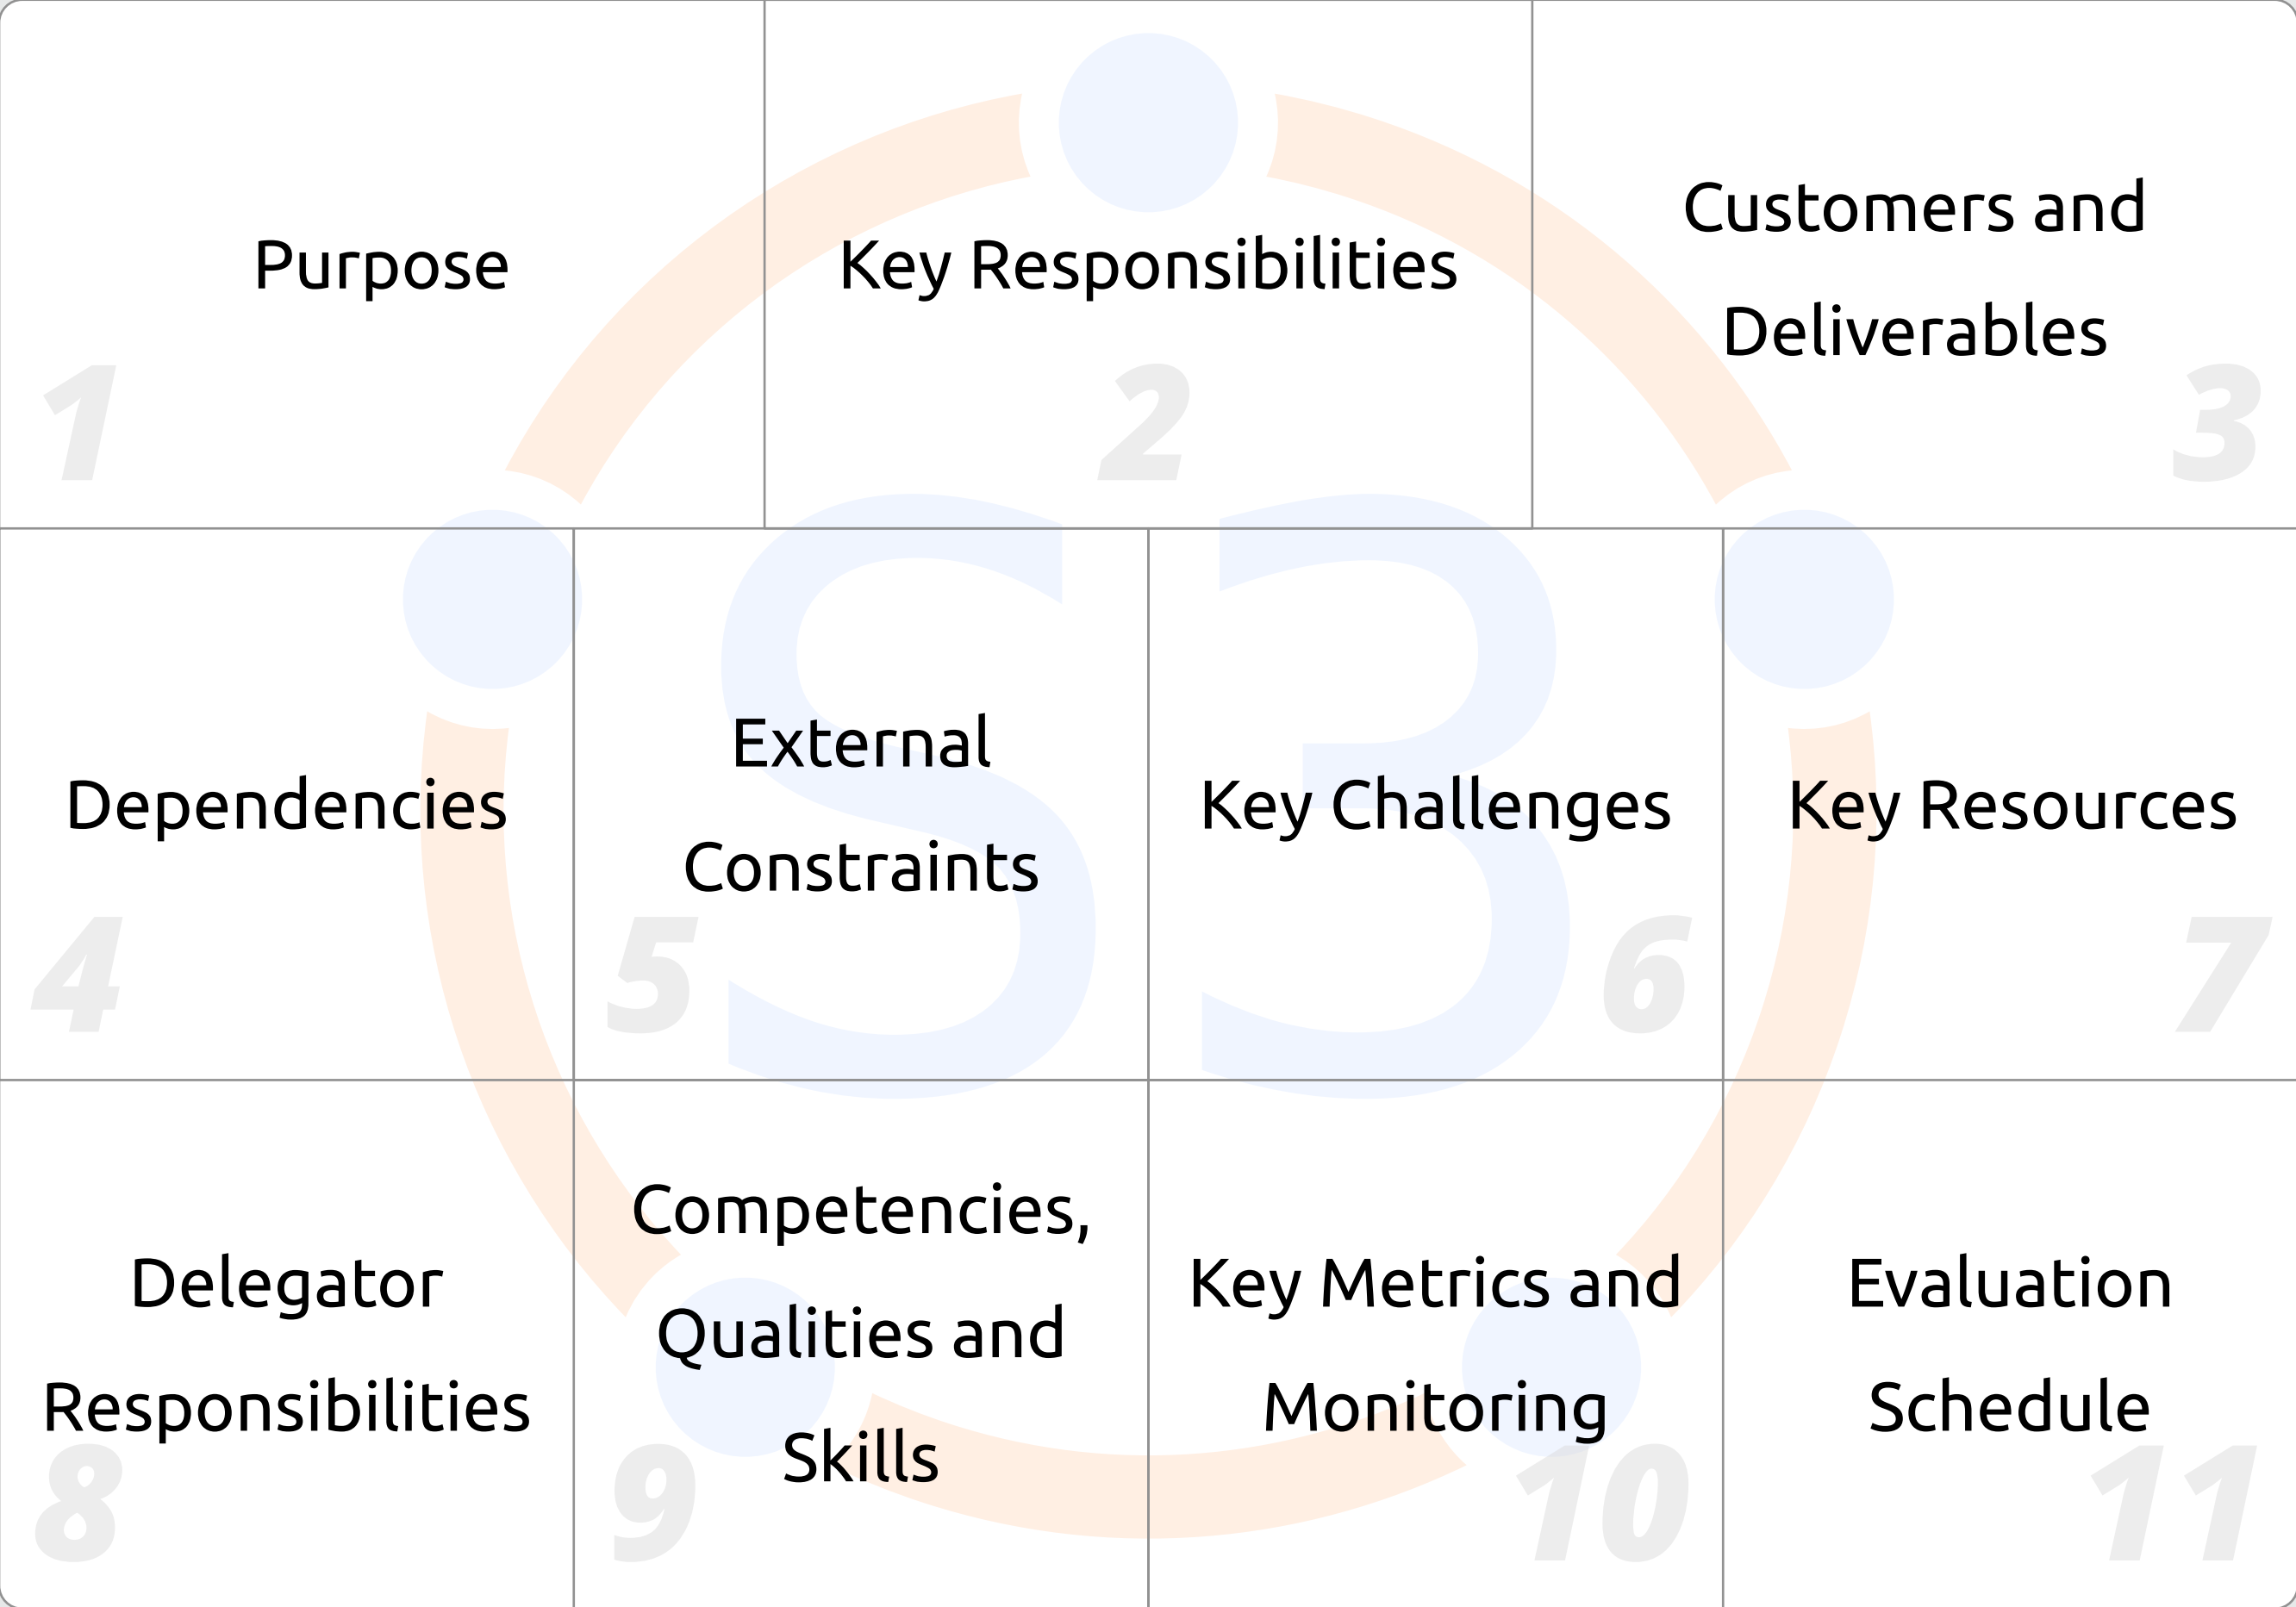 Purpose
1
Key Responsibilities
2
Customers and
Deliverables
3
S3
Dependencies
4
External
Constraints
5
Key Challenges
6
Key Resources
7
Delegator
Responsibilities
8
Competencies,
Qualities and
Skills
9
Key Metrics and
Monitoring
10
Evaluation
Schedule
11